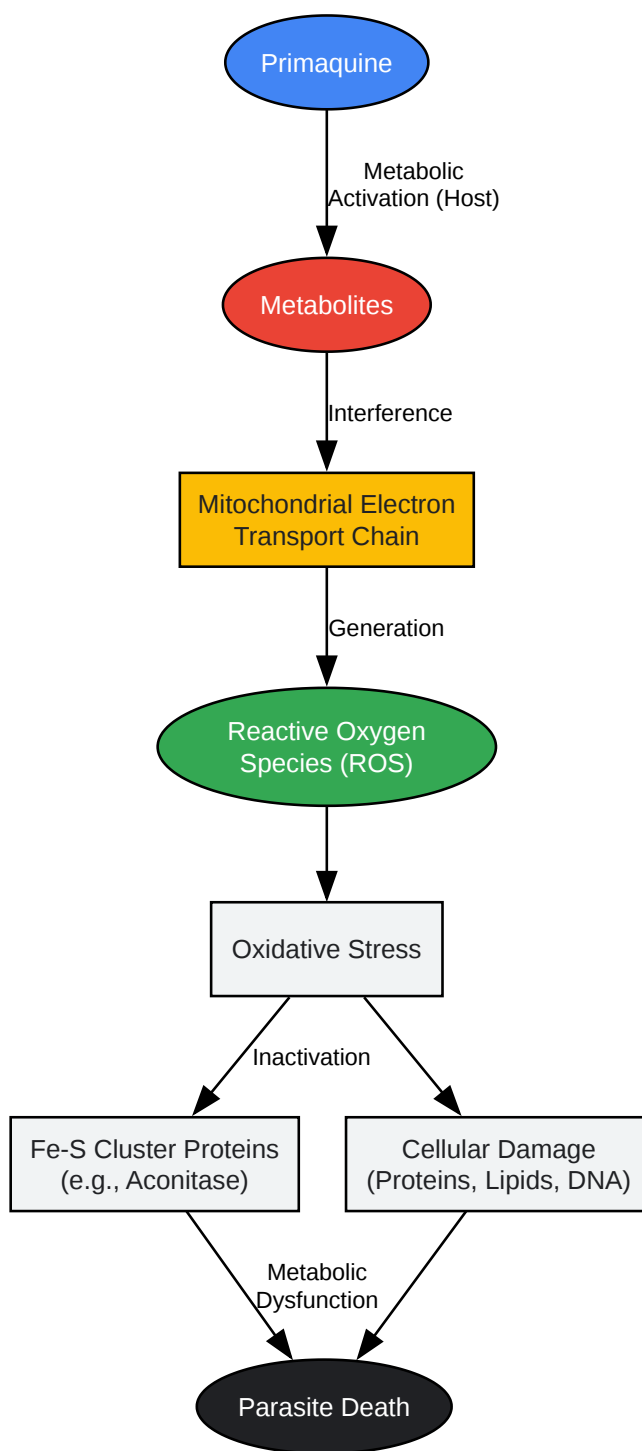 Primaquine
Metabolic
Activation (Host)
Metabolites
Interference
Mitochondrial Electron
Transport Chain
Generation
Reactive Oxygen
Species (ROS)
Oxidative Stress
Inactivation
Fe-S Cluster Proteins
(e.g., Aconitase)
Cellular Damage
(Proteins, Lipids, DNA)
Metabolic
Dysfunction
Parasite Death